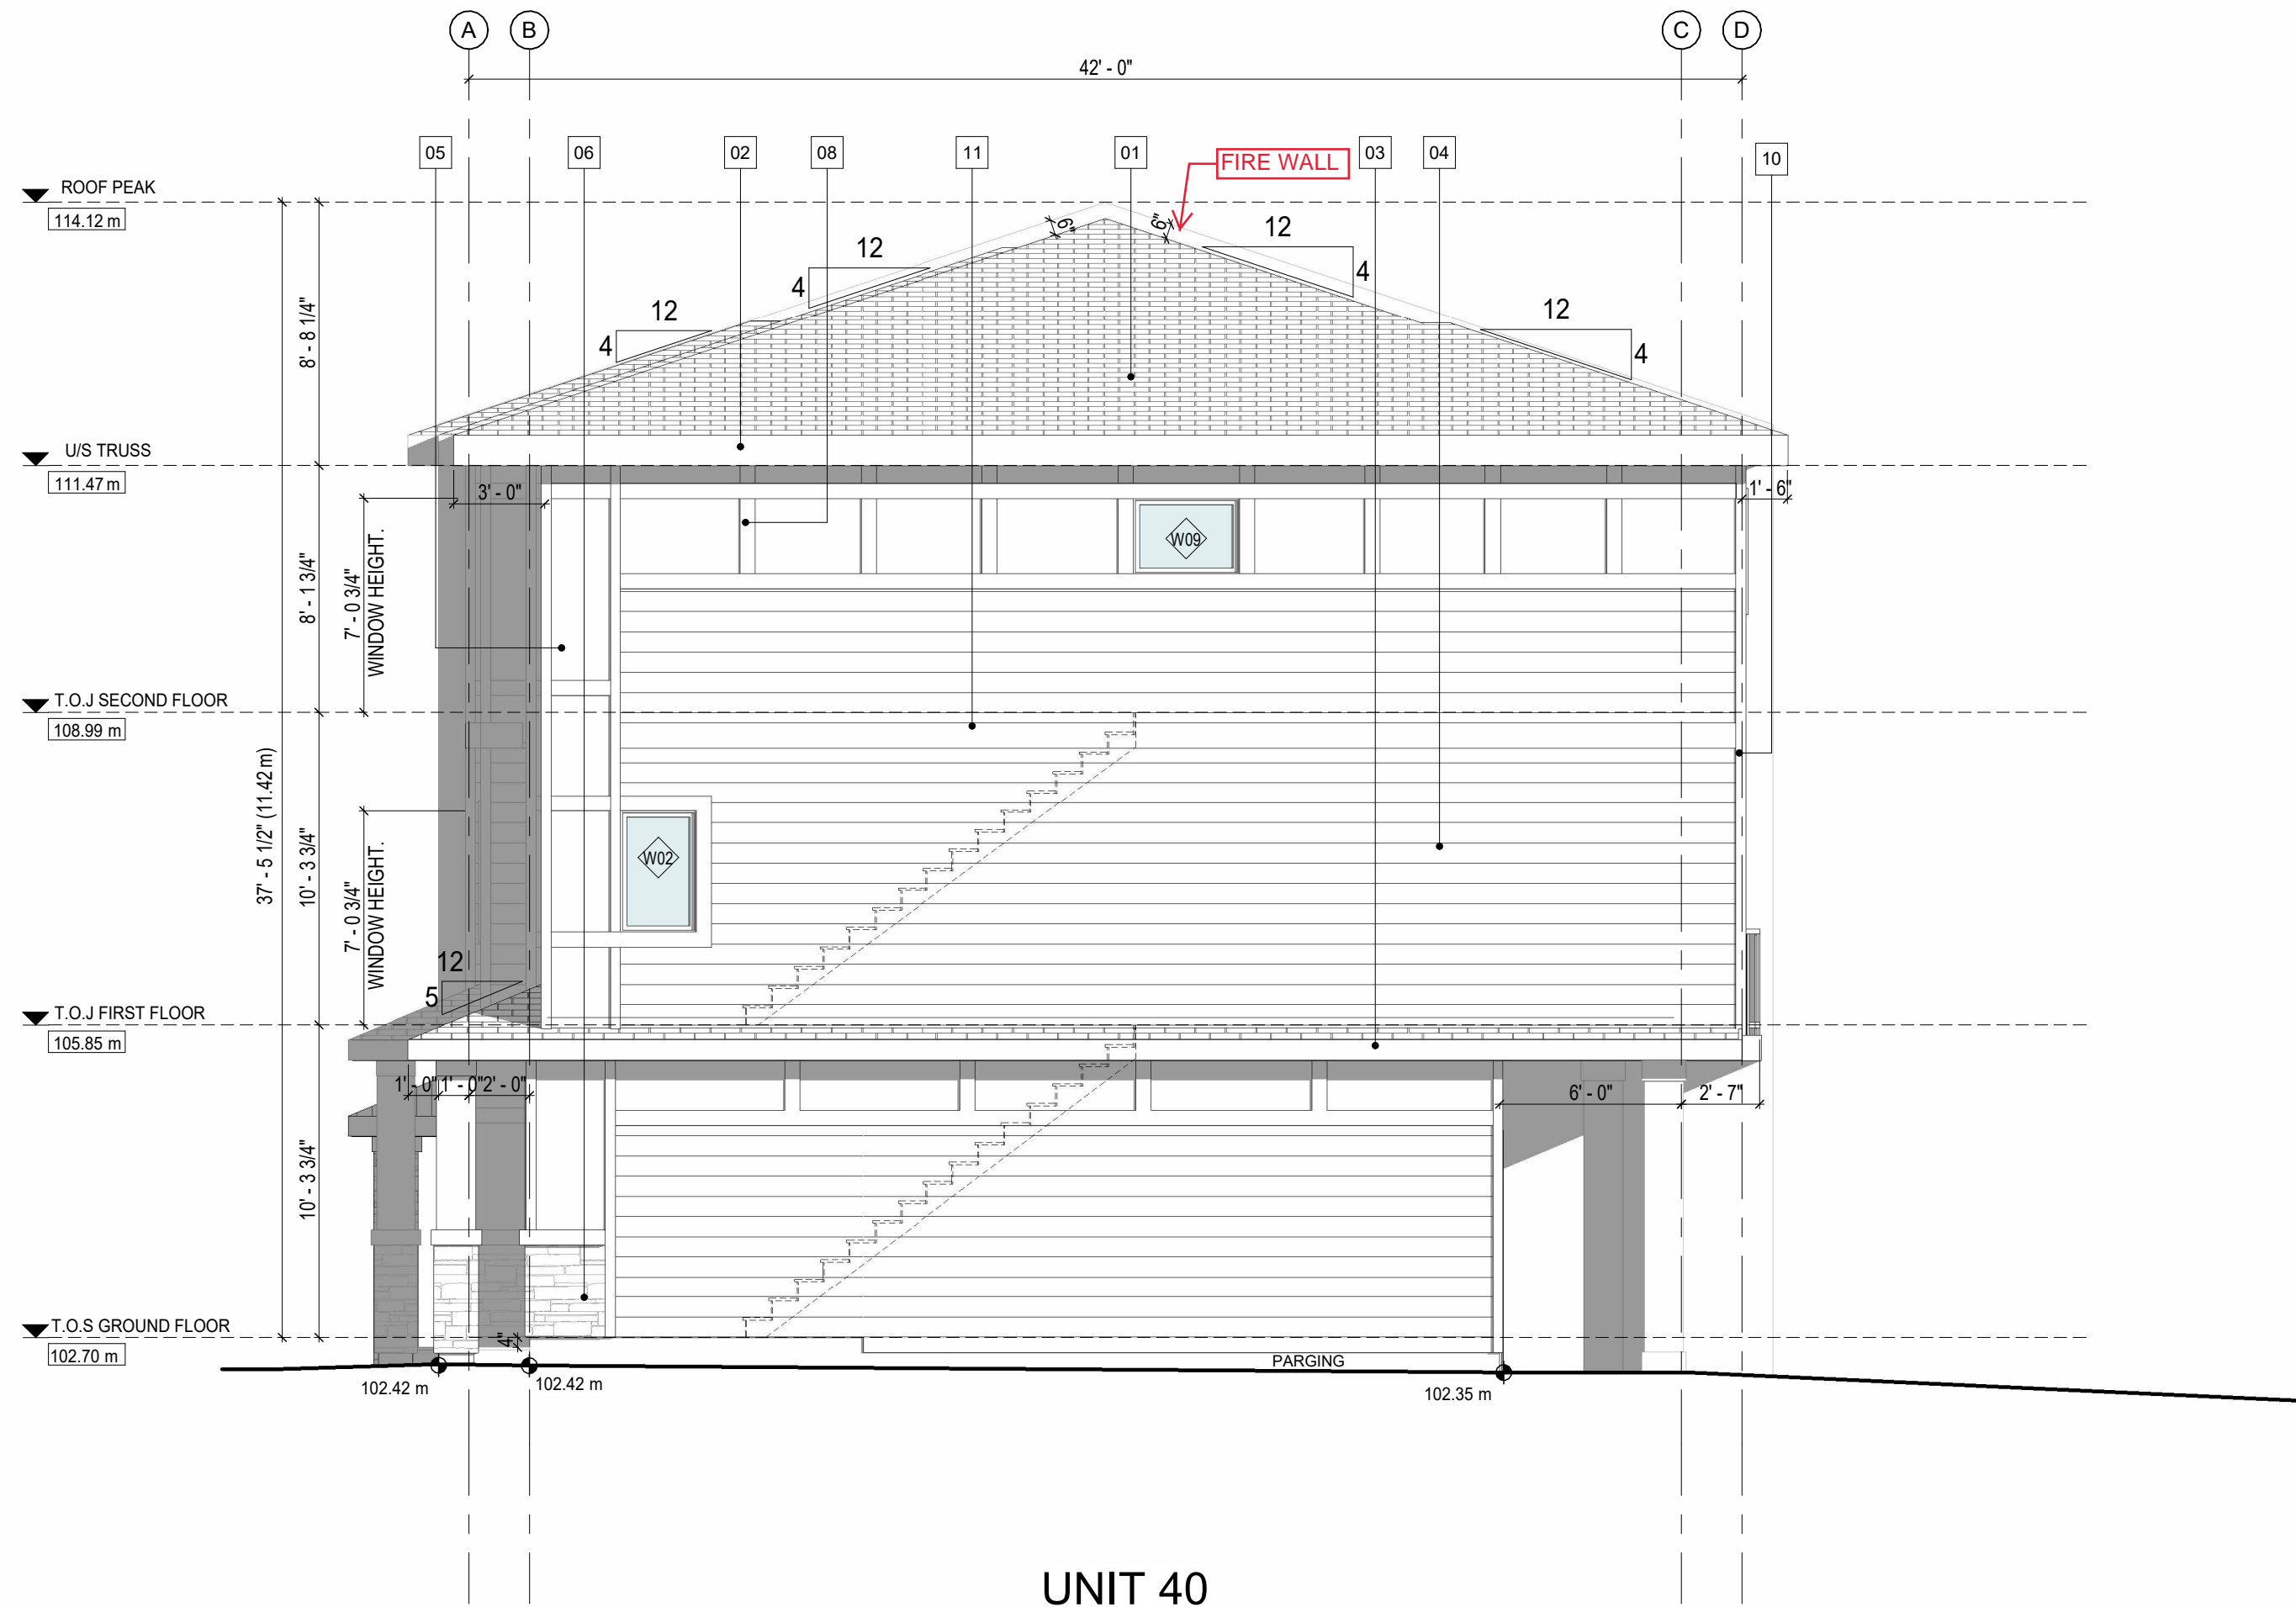 A B C D
42' - 0"
05 06 02 08 11 01 FIRE WALL 03 04 10
ROOF PEAK
114.12 m
6" 6"
12 4
12 4
12 4
12 4
8' - 8 1/4"
U/S TRUSS
111.47 m
3' - 0"
1' - 6"
W09
8' - 1 3/4"
7' - 0 3/4"
WINDOW HEIGHT.
T.O.J SECOND FLOOR
108.99 m
37' - 5 1/2" (11.42 m)
10' - 3 3/4"
7' - 0 3/4"
WINDOW HEIGHT.
W02
12
5
T.O.J FIRST FLOOR
105.85 m
1' - 0" 1' - 0" 2' - 0"
6' - 0" 2' - 7"
10' - 3 3/4"
T.O.S GROUND FLOOR
102.70 m
4"
PARGING
102.42 m
102.42 m
102.35 m
UNIT 40